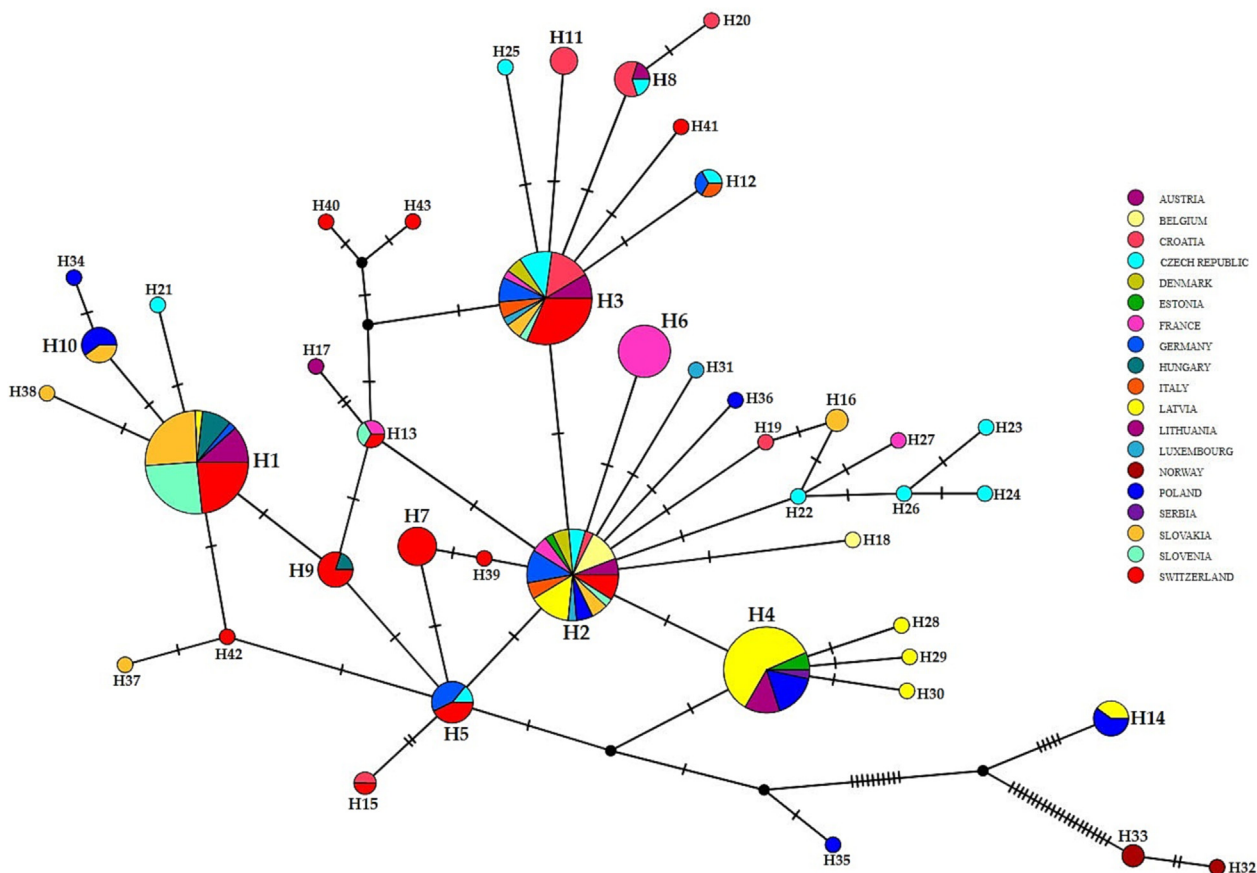 H20
H11
H25
H8
H41
H12
H40
H43
H34
H21
H3
H10
H6
H17
H31
H38
H36
H16
H19
H27
H23
H13
H1
H22
H26
H24
H7
H18
H9
H39
H2
H4
H28
H29
H42
H37
H30
H5
H14
H15
H35
H33
H32
AUSTRIA
BELGIUM
CROATIA
CZECH REPUBLIC
DENMARK
ESTONIA
FRANCE
GERMANY
HUNGARY
ITALY
LATVIA
LITHUANIA
LUXEMBOURG
NORWAY
POLAND
SERBIA
SLOVAKIA
SLOVENIA
SWITZERLAND